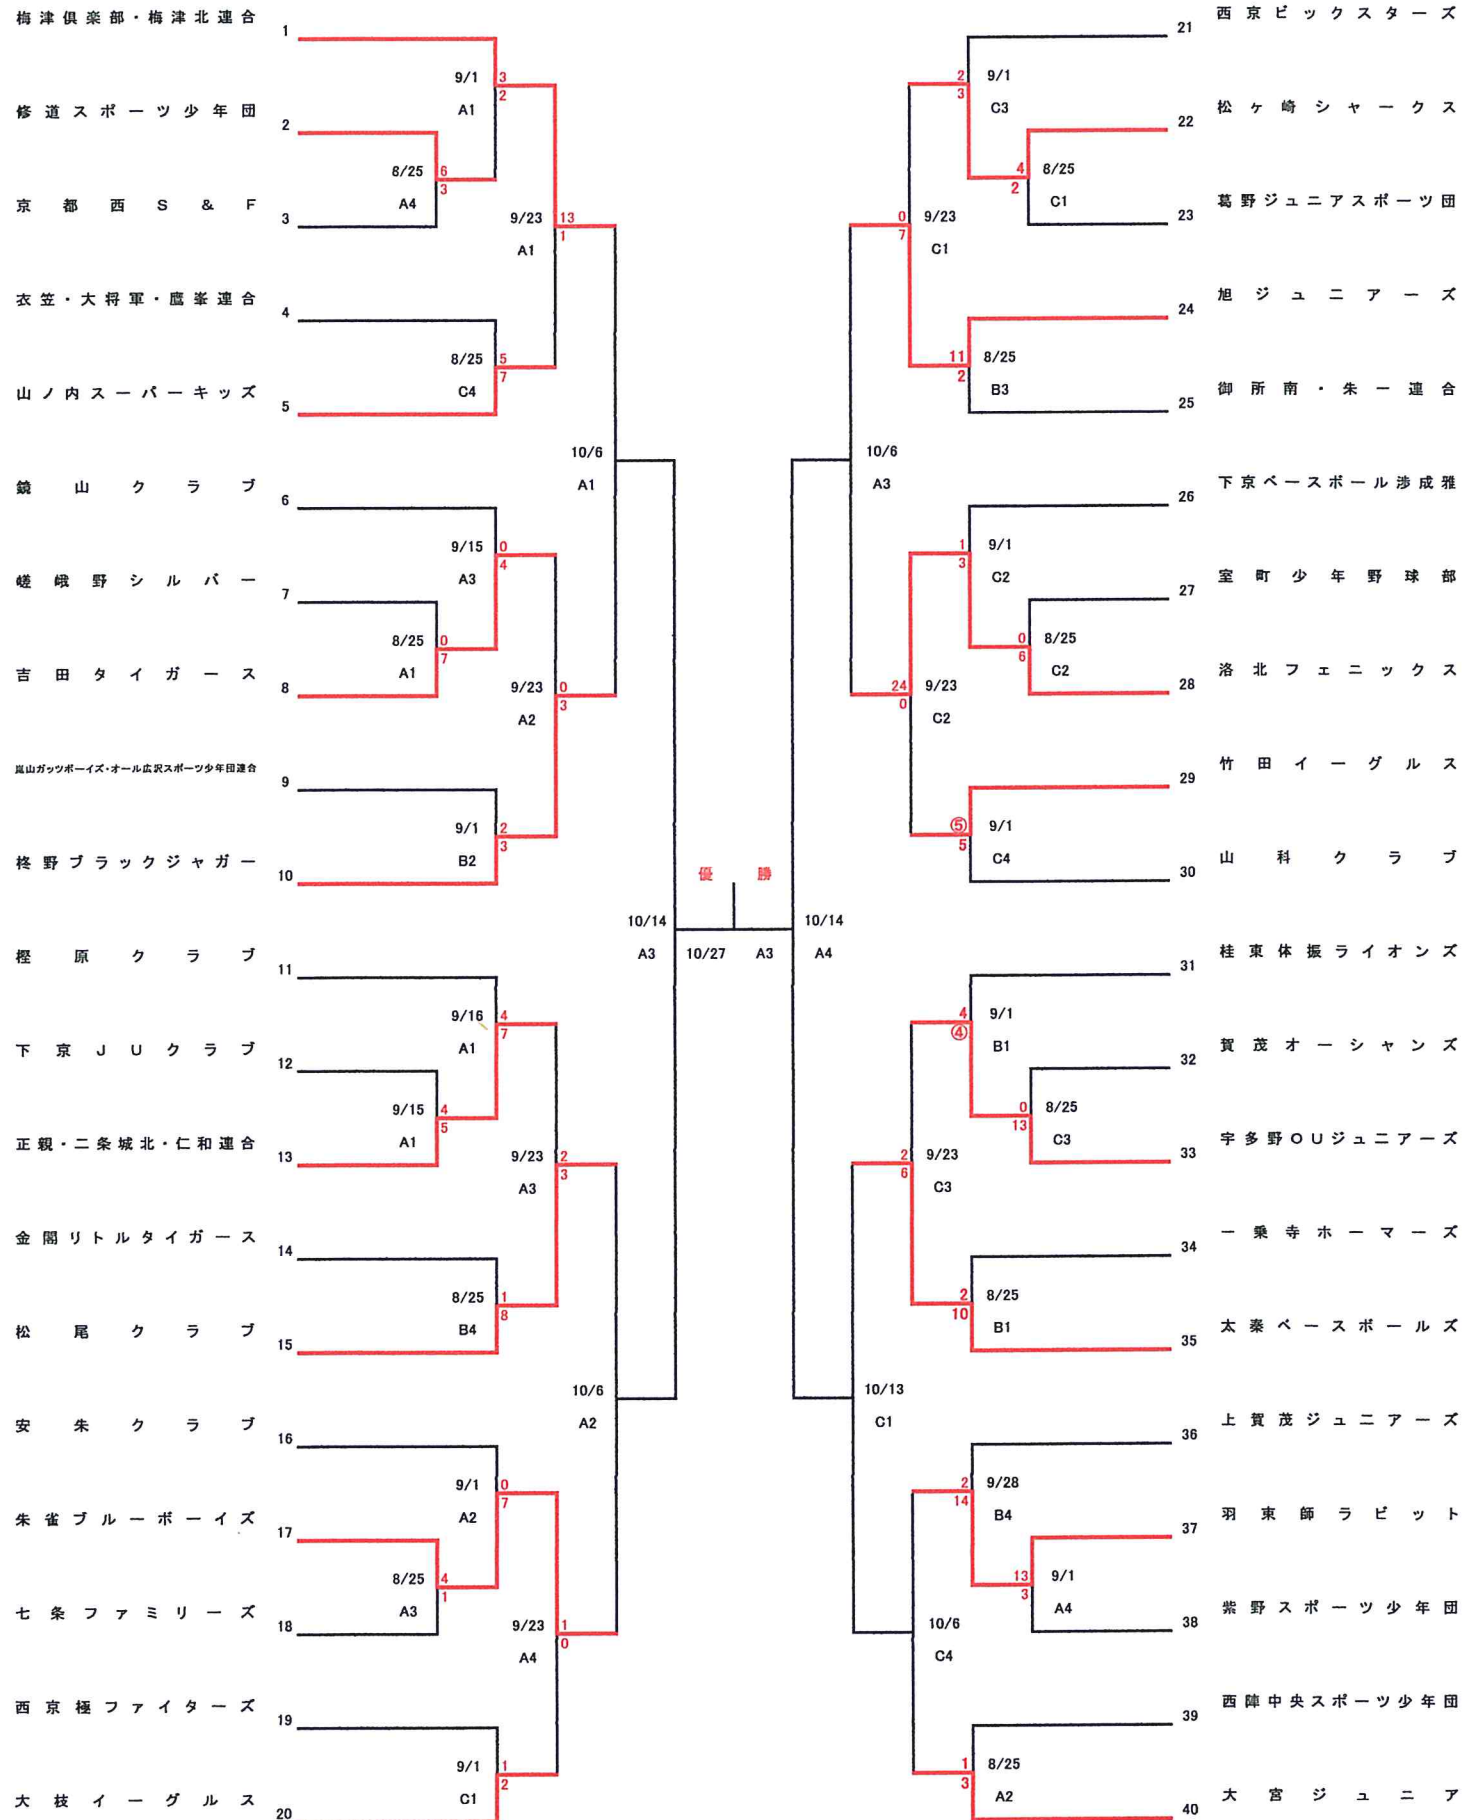 梅津倶楽部・梅津北連合
1
9/1 3
2
A1
修道スポーツ少年団
2
8/25 6
3
A4
京都西S&F
3
9/23 13
1
A1
衣笠・大将軍・鷹峯連合
4
8/25 5
7
C4
山ノ内スーパーキッズ
5
10/6
A1
鏡山クラブ
6
9/15 0
4
A3
嵯峨野シルバー
7
8/25 0
7
A1
吉田タイガース
8
9/23 0
3
A2
嵐山ガッツボーイズ・オール広沢スポーツ少年団連合
9
9/1 2
3
B2
柊野ブラックジャガー
10
優勝
10/14
A3
10/27 A3
10/14
A4
樫原クラブ
11
9/16 4
7
A1
下京JUクラブ
12
9/15 4
5
A1
正親・二条城北・仁和連合
13
9/23 2
3
A3
金閣リトルタイガース
14
8/25 1
8
B4
松尾クラブ
15
10/6
A2
安朱クラブ
16
9/1 0
7
A2
朱雀ブルーボーイズ
17
8/25 4
1
A3
七条ファミリーズ
18
9/23 1
0
A4
西京極ファイターズ
19
9/1 1
2
C1
大枝イーグルス
20
西京ビックスターズ
21
2 9/1
3
C3
松ヶ崎シャークス
22
4 8/25
2
C1
葛野ジュニアスポーツ団
23
0 9/23
7
C1
旭ジュニアーズ
24
11 8/25
2
B3
御所南・朱一連合
25
10/6
A3
下京ベースボール渉成雅
26
1 9/1
3
C2
室町少年野球部
27
0 8/25
6
C2
洛北フェニックス
28
24 9/23
0
C2
竹田イーグルス
29
⑤ 9/1
5
C4
山科クラブ
30
桂東体振ライオンズ
31
4 9/1
④
B1
賀茂オーシャンズ
32
0 8/25
13
C3
宇多野OUジュニアーズ
33
2 9/23
6
C3
一乗寺ホーマーズ
34
2 8/25
10
B1
太秦ベースボールズ
35
10/13
C1
上賀茂ジュニアーズ
36
2 9/28
14
B4
羽束師ラビット
37
13 9/1
3
A4
紫野スポーツ少年団
38
10/6
C4
西陣中央スポーツ少年団
39
1 8/25
3
A2
大宮ジュニア
40